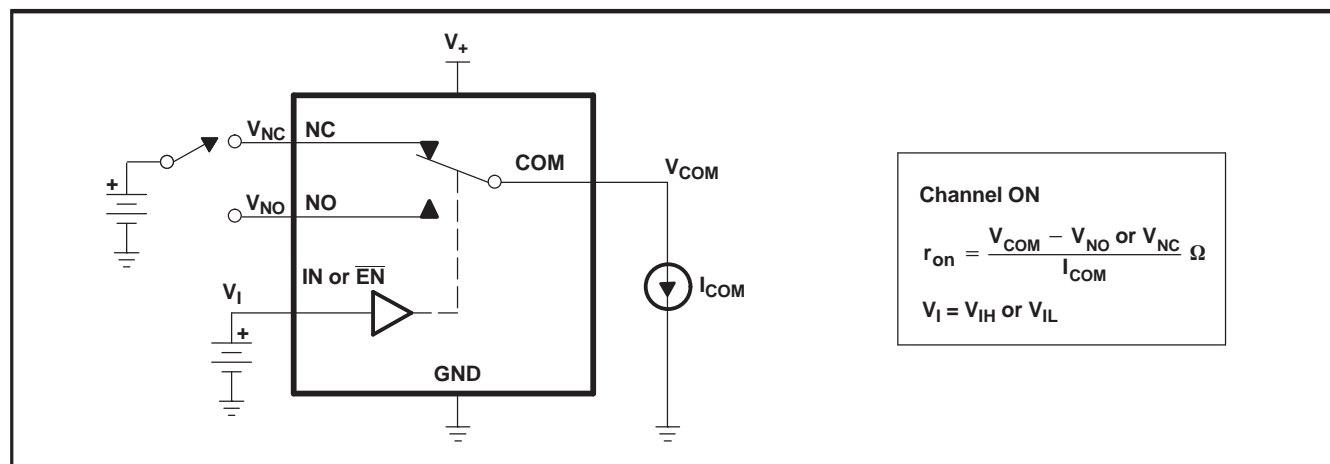 V+
VNC NC
COM
VCOM
+
VNO NO
IN or E̅N̅
VI
+
ICOM
GND
Channel ON
ron = VCOM − VNO or VNC / ICOM Ω
VI = VIH or VIL